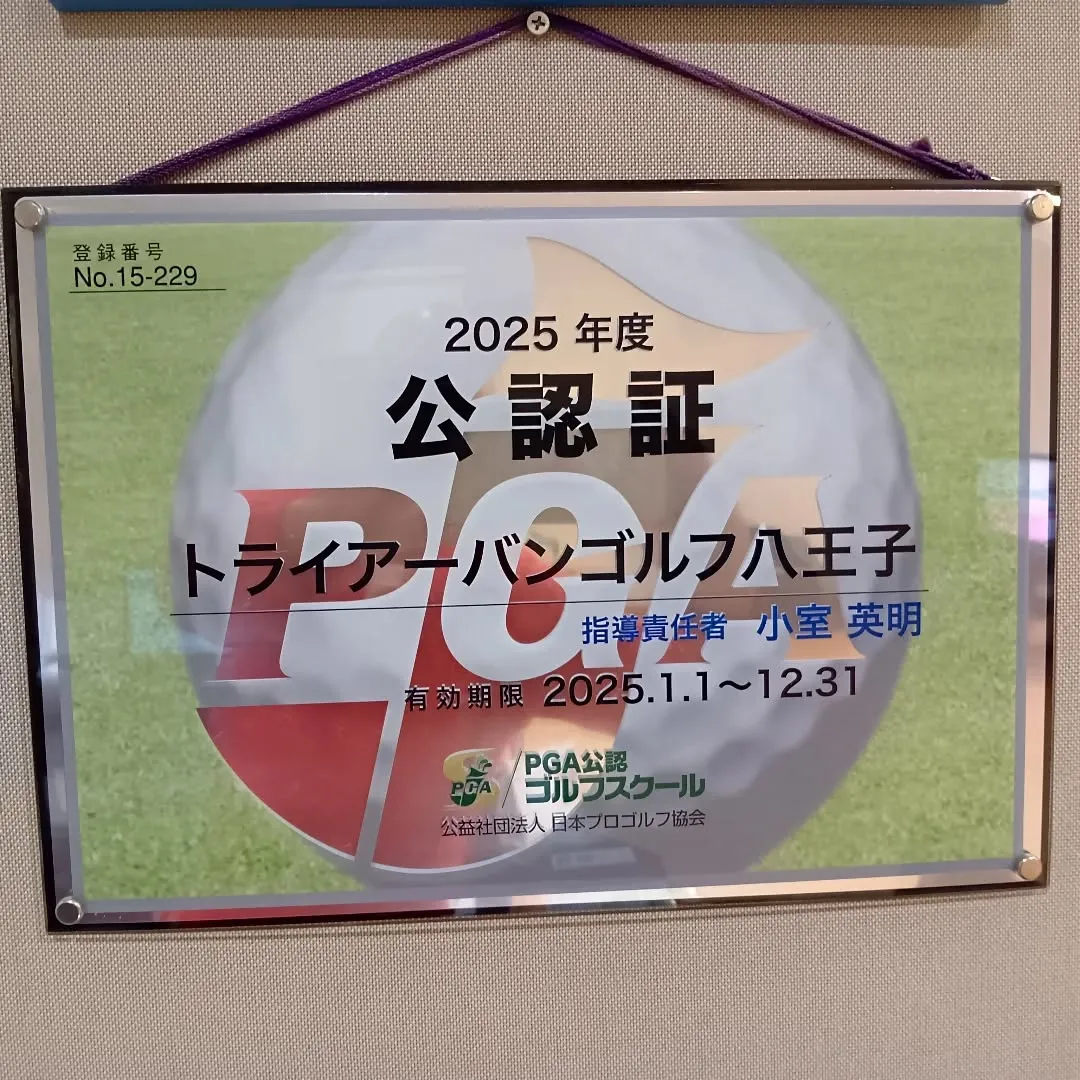 登録番号
No.15-229
2025 年度
公認証
PGA
トライアーバンゴルフ八王子
指導責任者 小室 英明
有効期限 2025.1.1～12.31
PGA
PGA公認
ゴルフスクール
公益社団法人 日本プロゴルフ協会